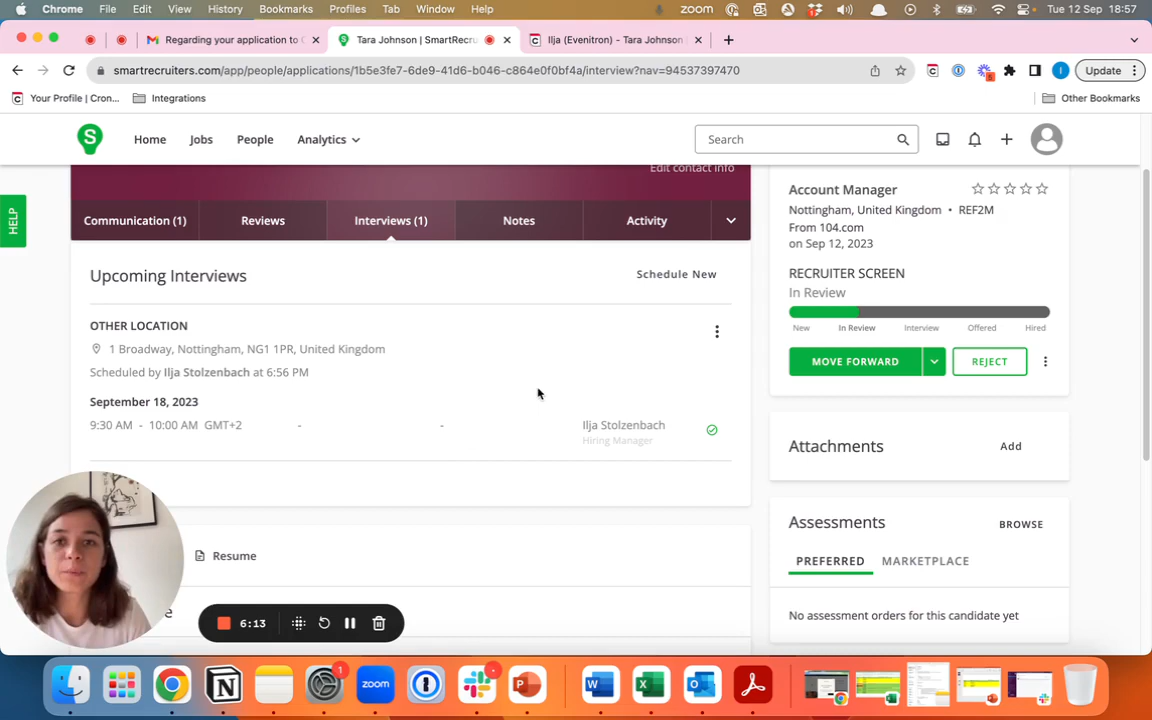 Chrome File Edit View History Bookmarks Profiles Tab Window Help zoom Tue 12 Sep 18:57
Regarding your application to C
Tara Johnson | SmartRecru
Ilja (Evenitron) - Tara Johnson
smartrecruiters.com/app/people/applications/1b5e3fe7-6de9-41d6-b046-c864e0f0bf4a/interview?nav=94537397470
Update
Your Profile | Cron...
Integrations
Other Bookmarks
Home Jobs People Analytics
Search
HELP
Edit contact info
Communication (1) Reviews Interviews (1) Notes Activity
Upcoming Interviews
Schedule New
OTHER LOCATION
1 Broadway, Nottingham, NG1 1PR, United Kingdom
Scheduled by Ilja Stolzenbach at 6:56 PM
September 18, 2023
9:30 AM - 10:00 AM GMT+2 - - Ilja Stolzenbach
Hiring Manager
Resume
6:13
Account Manager
Nottingham, United Kingdom • REF2M
From 104.com
on Sep 12, 2023
RECRUITER SCREEN
In Review
New In Review Interview Offered Hired
MOVE FORWARD
REJECT
Attachments
Add
Assessments
BROWSE
PREFERRED MARKETPLACE
No assessment orders for this candidate yet
zoom
1